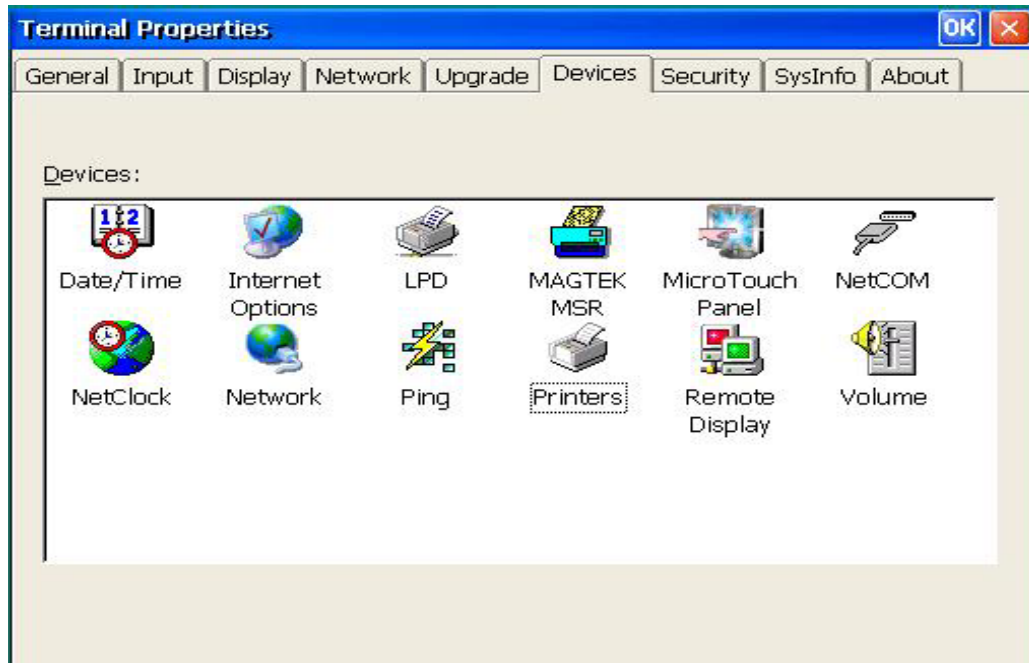 Terminal Properties OK
General Input Display Network Upgrade Devices Security SysInfo About
Devices:
Date/Time Internet Options LPD MAGTEK MSR MicroTouch Panel NetCOM
NetClock Network Ping Printers Remote Display Volume